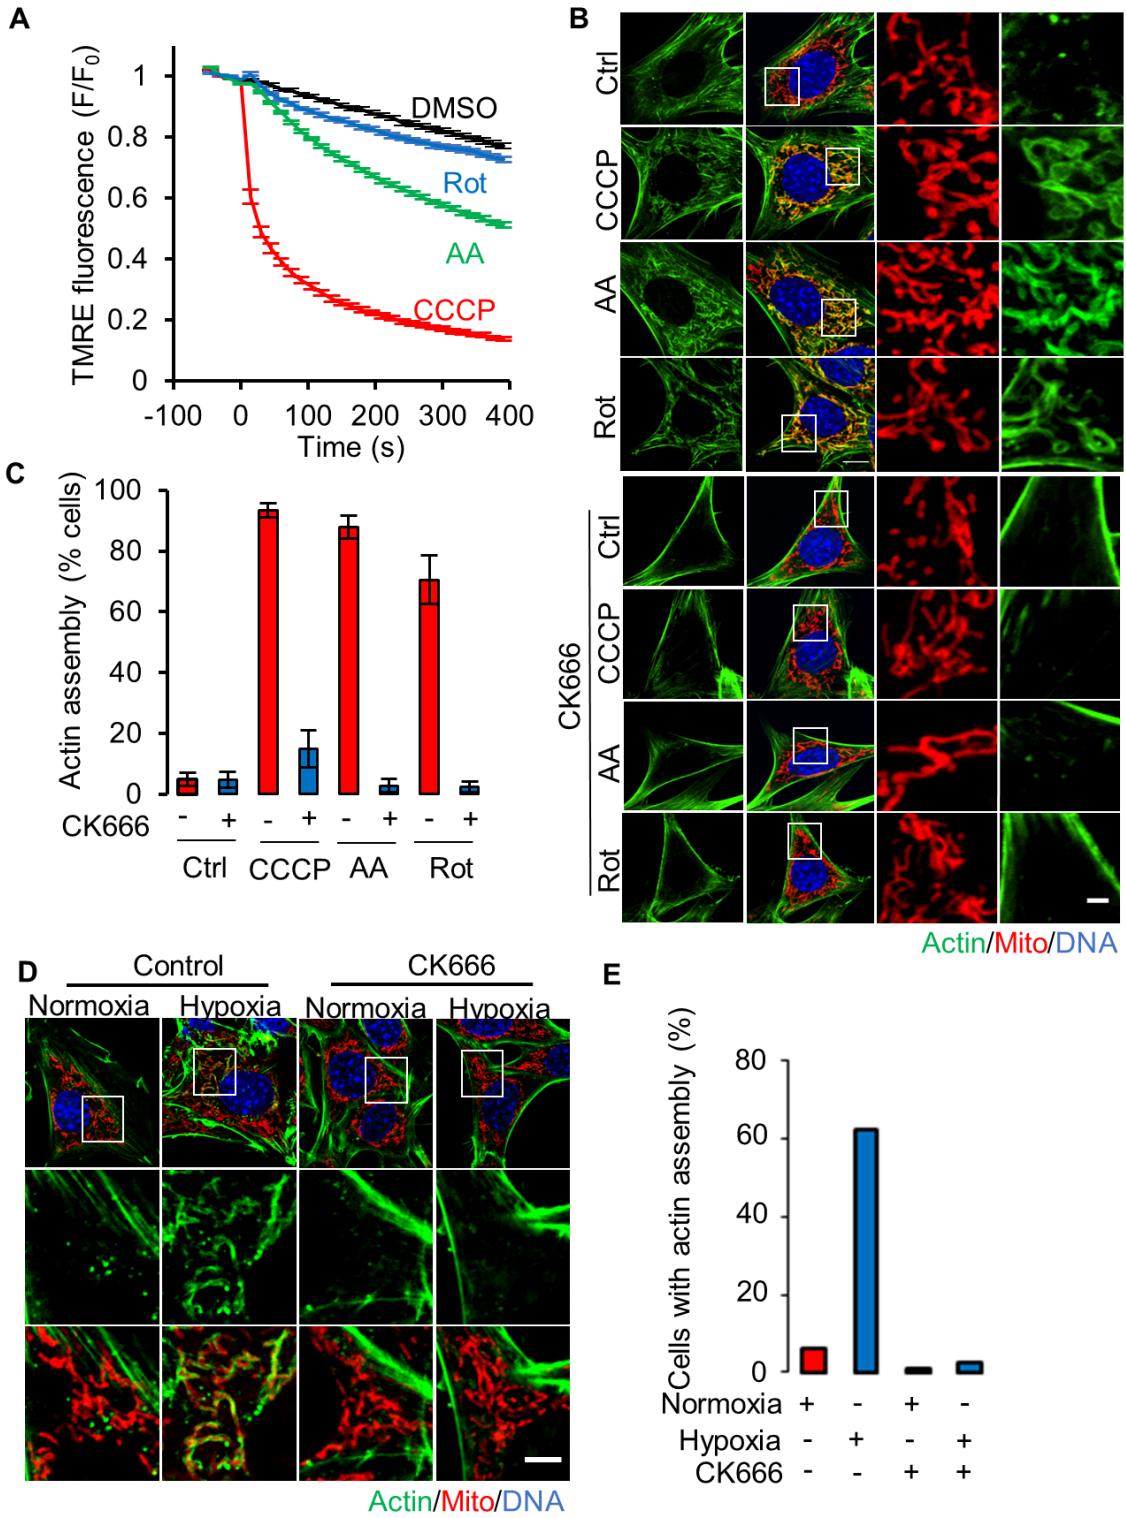 A
TMRE fluorescence (F/F0)
1
0.8
0.6
0.4
0.2
0
-100 0 100 200 300 400
Time (s)
DMSO
Rot
AA
CCCP
B
Ctrl
CCCP
AA
Rot
CK666
Ctrl
CCCP
AA
Rot
Actin/Mito/DNA
C
Actin assembly (% cells)
100
80
60
40
20
0
CK666 - + - + - + - +
Ctrl CCCP AA Rot
D
Control CK666
Normoxia Hypoxia Normoxia Hypoxia
Actin/Mito/DNA
E
Cells with actin assembly (%)
80
60
40
20
0
Normoxia + - + -
Hypoxia - + - +
CK666 - - + +